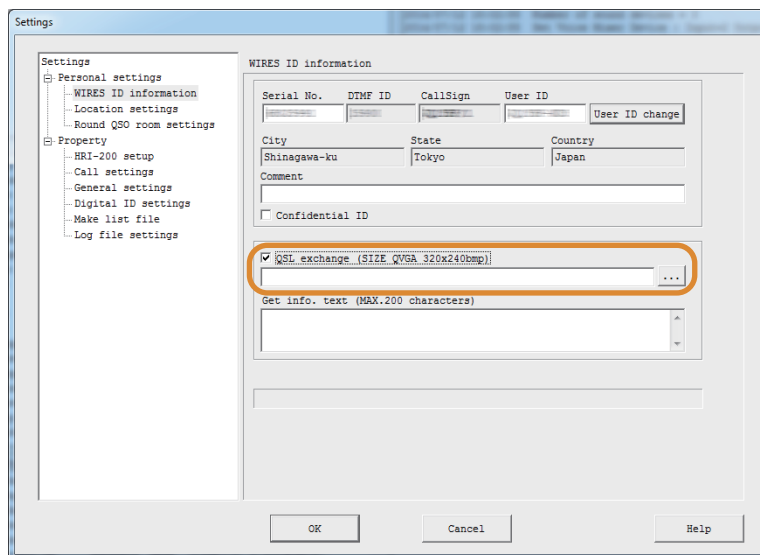 Settings
Settings
Personal settings
WIRES ID information
Location settings
Round QSO room settings
Property
HRI-200 setup
Call settings
General settings
Digital ID settings
Make list file
Log file settings
WIRES ID information
Serial No. DTMF ID CallSign User ID
User ID change
City State Country
Shinagawa-ku Tokyo Japan
Comment
Confidential ID
QSL exchange (SIZE QVGA 320x240bmp)
...
Get info. text (MAX.200 characters)
OK Cancel Help